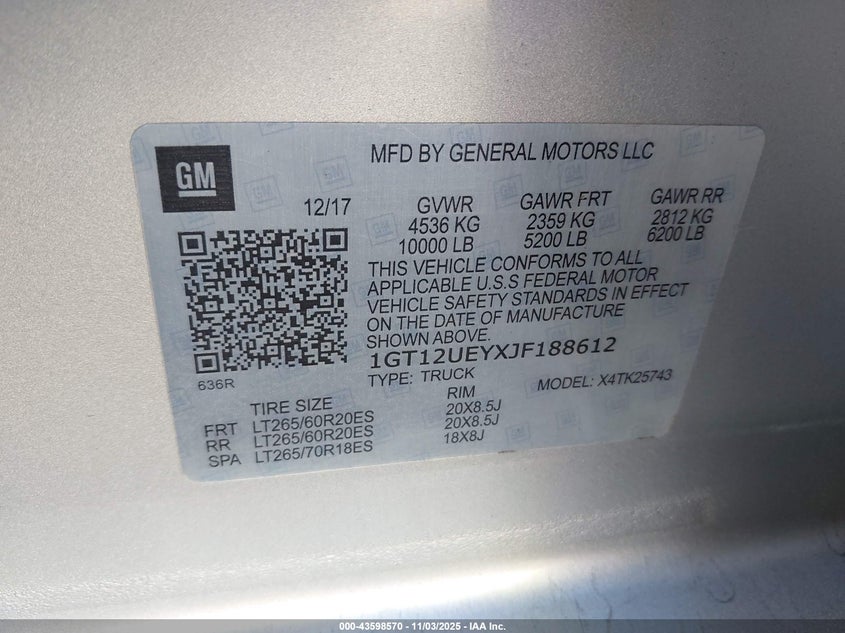 GM
MFD BY GENERAL MOTORS LLC
12/17
GVWR GAWR FRT GAWR RR
4536 KG 2359 KG 2812 KG
10000 LB 5200 LB 6200 LB
THIS VEHICLE CONFORMS TO ALL
APPLICABLE U.S.S FEDERAL MOTOR
VEHICLE SAFETY STANDARDS IN EFFECT
ON THE DATE OF MANUFACTURE
SHOWN ABOVE.
1GT12UEYXJF188612
636R
TYPE: TRUCK MODEL: X4TK25743
TIRE SIZE RIM
FRT LT265/60R20ES 20X8.5J
RR LT265/60R20ES 20X8.5J
SPA LT265/70R18ES 18X8J
000-43598570 - 11/03/2025 - IAA Inc.